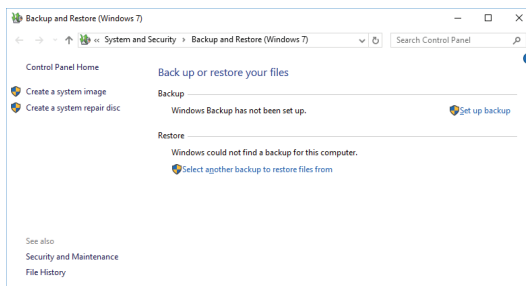 Backup and Restore (Windows 7)
« System and Security > Backup and Restore (Windows 7)
Search Control Panel
Control Panel Home
Create a system image
Create a system repair disc
Back up or restore your files
Backup
Windows Backup has not been set up.
Set up backup
Restore
Windows could not find a backup for this computer.
Select another backup to restore files from
See also
Security and Maintenance
File History